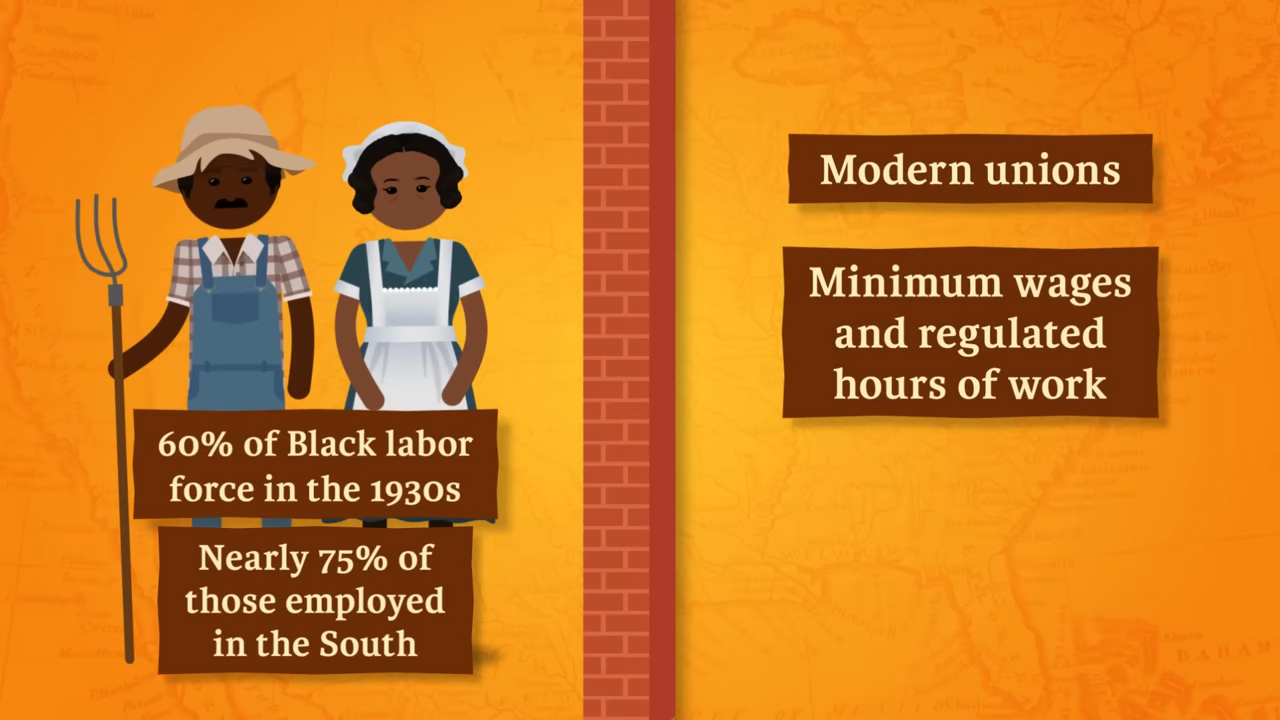 60% of Black labor
force in the 1930s
Nearly 75% of
those employed
in the South
Modern unions
Minimum wages
and regulated
hours of work
BAHAM